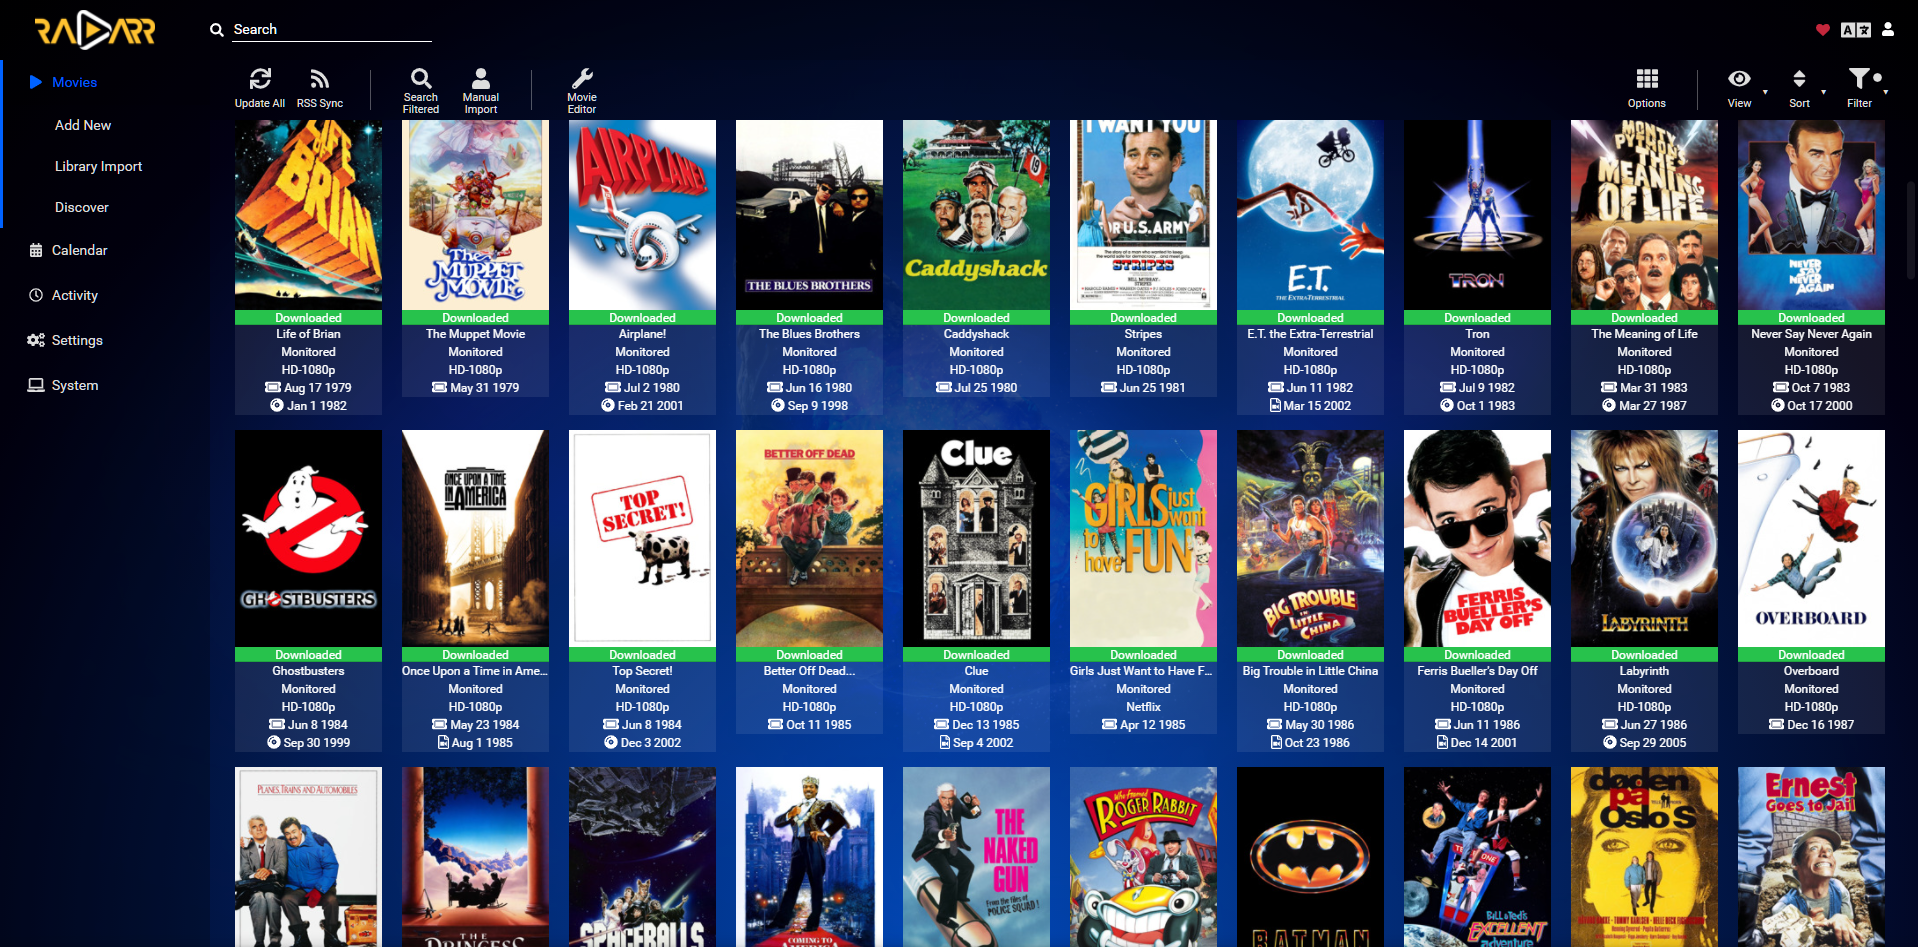 RADARR
Search
Movies
Add New
Library Import
Discover
Calendar
Activity
Settings
System
Update All
RSS Sync
Search
Filtered
Manual
Import
Movie
Editor
Options
View
Sort
Filter
LIFE OF
BRIAN
The
MUPPET
MOVIE
AIRPLANE!
THE BLUES BROTHERS
19
Caddyshack
I WANT YOU
OR U.S. ARMY
STRIPES
E.T.
THE EXTRA-TERRESTRIAL
TRON
MONTY
PYTHON'S
THE
MEANING
OF LIFE
NEVER
SAY NEVER
AGAIN
Downloaded
Life of Brian
Monitored
HD-1080p
Aug 17 1979
Jan 1 1982
Downloaded
The Muppet Movie
Monitored
HD-1080p
May 31 1979
Downloaded
Airplane!
Monitored
HD-1080p
Jul 2 1980
Feb 21 2001
Downloaded
The Blues Brothers
Monitored
HD-1080p
Jun 16 1980
Sep 9 1998
Downloaded
Caddyshack
Monitored
HD-1080p
Jul 25 1980
Downloaded
Stripes
Monitored
HD-1080p
Jun 25 1981
Downloaded
E.T. the Extra-Terrestrial
Monitored
HD-1080p
Jun 11 1982
Mar 15 2002
Downloaded
Tron
Monitored
HD-1080p
Jul 9 1982
Oct 1 1983
Downloaded
The Meaning of Life
Monitored
HD-1080p
Mar 31 1983
Mar 27 1987
Downloaded
Never Say Never Again
Monitored
HD-1080p
Oct 7 1983
Oct 17 2000
GHOSTBUSTERS
ONCE UPON A TIME
IN AMERICA
TOP
SECRET!
BETTER OFF DEAD
Clue
GIRLS just
want
to
have FUN
BIG TROUBLE
IN
LITTLE
CHINA
FERRIS
BUELLER'S
DAY OFF
LABYRINTH
OVERBOARD
Downloaded
Ghostbusters
Monitored
HD-1080p
Jun 8 1984
Sep 30 1999
Downloaded
Once Upon a Time in Ame...
Monitored
HD-1080p
May 23 1984
Aug 1 1985
Downloaded
Top Secret!
Monitored
HD-1080p
Jun 8 1984
Dec 3 2002
Downloaded
Better Off Dead...
Monitored
HD-1080p
Oct 11 1985
Downloaded
Clue
Monitored
HD-1080p
Dec 13 1985
Sep 4 2002
Downloaded
Girls Just Want to Have F...
Monitored
Netflix
Apr 12 1985
Downloaded
Big Trouble in Little China
Monitored
HD-1080p
May 30 1986
Oct 23 1986
Downloaded
Ferris Bueller's Day Off
Monitored
HD-1080p
Jun 11 1986
Dec 14 2001
Downloaded
Labyrinth
Monitored
HD-1080p
Jun 27 1986
Sep 29 2005
Downloaded
Overboard
Monitored
HD-1080p
Dec 16 1987
PLANES, TRAINS AND AUTOMOBILES
THE
PRINCESS
SPACEBALLS
COMING TO
AMERICA
THE
NAKED
GUN
From the files of
POLICE SQUAD!
Who Framed
ROGER RABBIT
BATMAN
BILL & TED'S
EXCELLENT
adventure
døden
på
Oslo S
Ernest
Goes to Jail